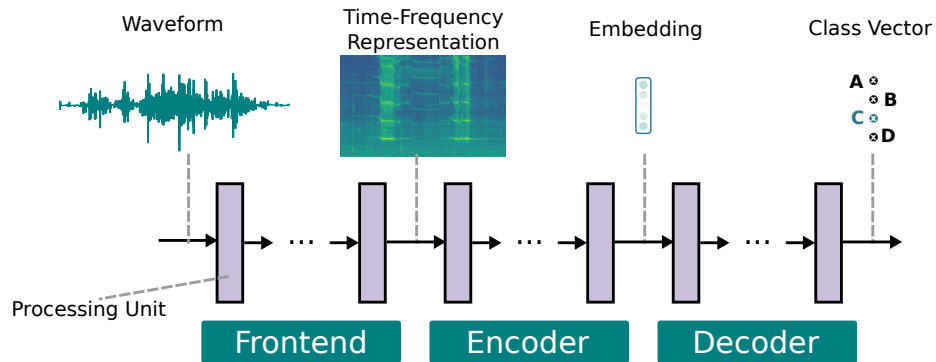 Waveform
Time-Frequency
Representation
Embedding
Class Vector
A
B
C
D
...
...
...
Processing Unit
Frontend
Encoder
Decoder